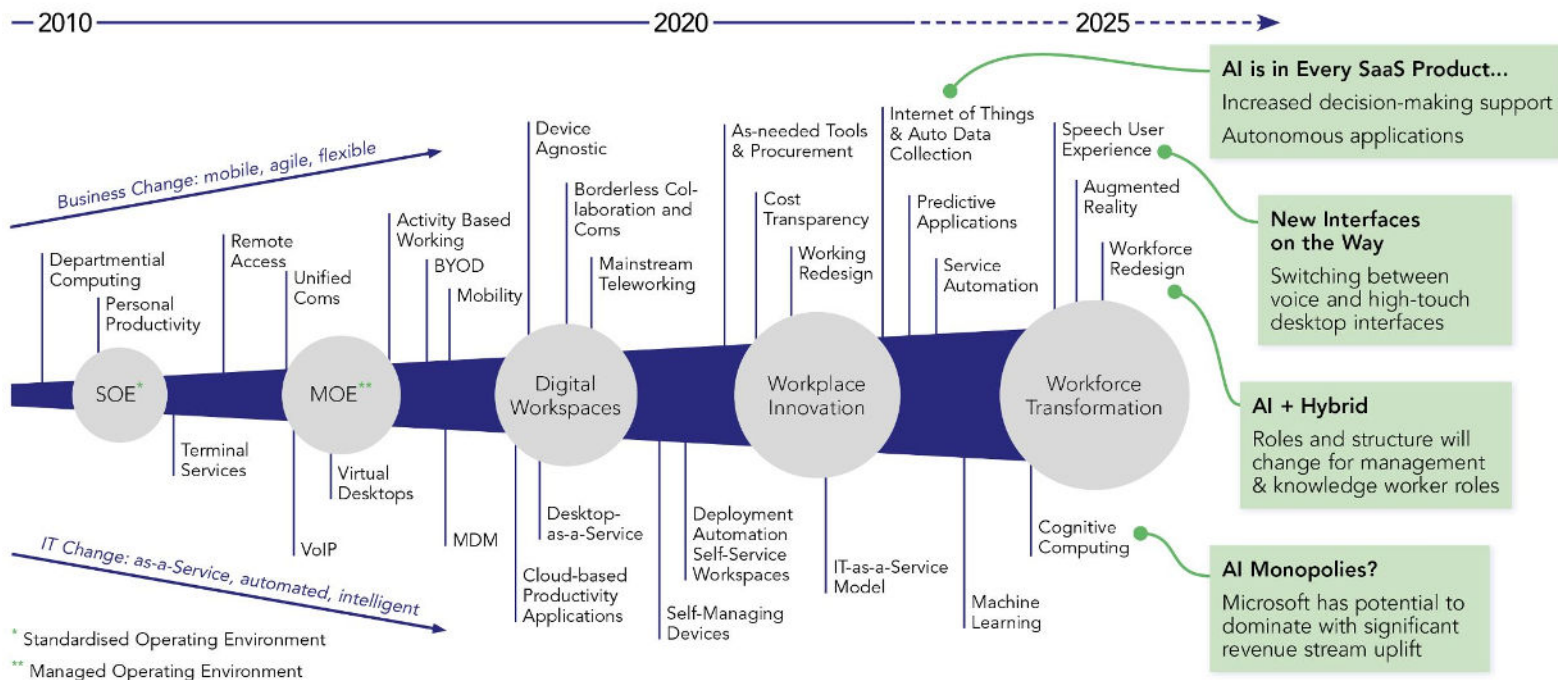 2010
2020
2025
Business Change: mobile, agile, flexible
Departmential
Computing
Personal
Productivity
Remote
Access
Unified
Coms
Activity Based
Working
BYOD
Mobility
Device
Agnostic
Borderless Col-
laboration and
Coms
Mainstream
Teleworking
As-needed Tools
& Procurement
Cost
Transparency
Working
Redesign
Internet of Things
& Auto Data
Collection
Predictive
Applications
Service
Automation
Speech User
Experience
Augmented
Reality
Workforce
Redesign
SOE*
MOE**
Digital
Workspaces
Workplace
Innovation
Workforce
Transformation
Terminal
Services
VoIP
Virtual
Desktops
MDM
Desktop-
as-a-Service
Cloud-based
Productivity
Applications
Deployment
Automation
Self-Service
Workspaces
Self-Managing
Devices
IT-as-a-Service
Model
Machine
Learning
Cognitive
Computing
IT Change: as-a-Service, automated, intelligent
* Standardised Operating Environment
** Managed Operating Environment
AI is in Every SaaS Product...
Increased decision-making support
Autonomous applications
New Interfaces
on the Way
Switching between
voice and high-touch
desktop interfaces
AI + Hybrid
Roles and structure will
change for management
& knowledge worker roles
AI Monopolies?
Microsoft has potential to
dominate with significant
revenue stream uplift